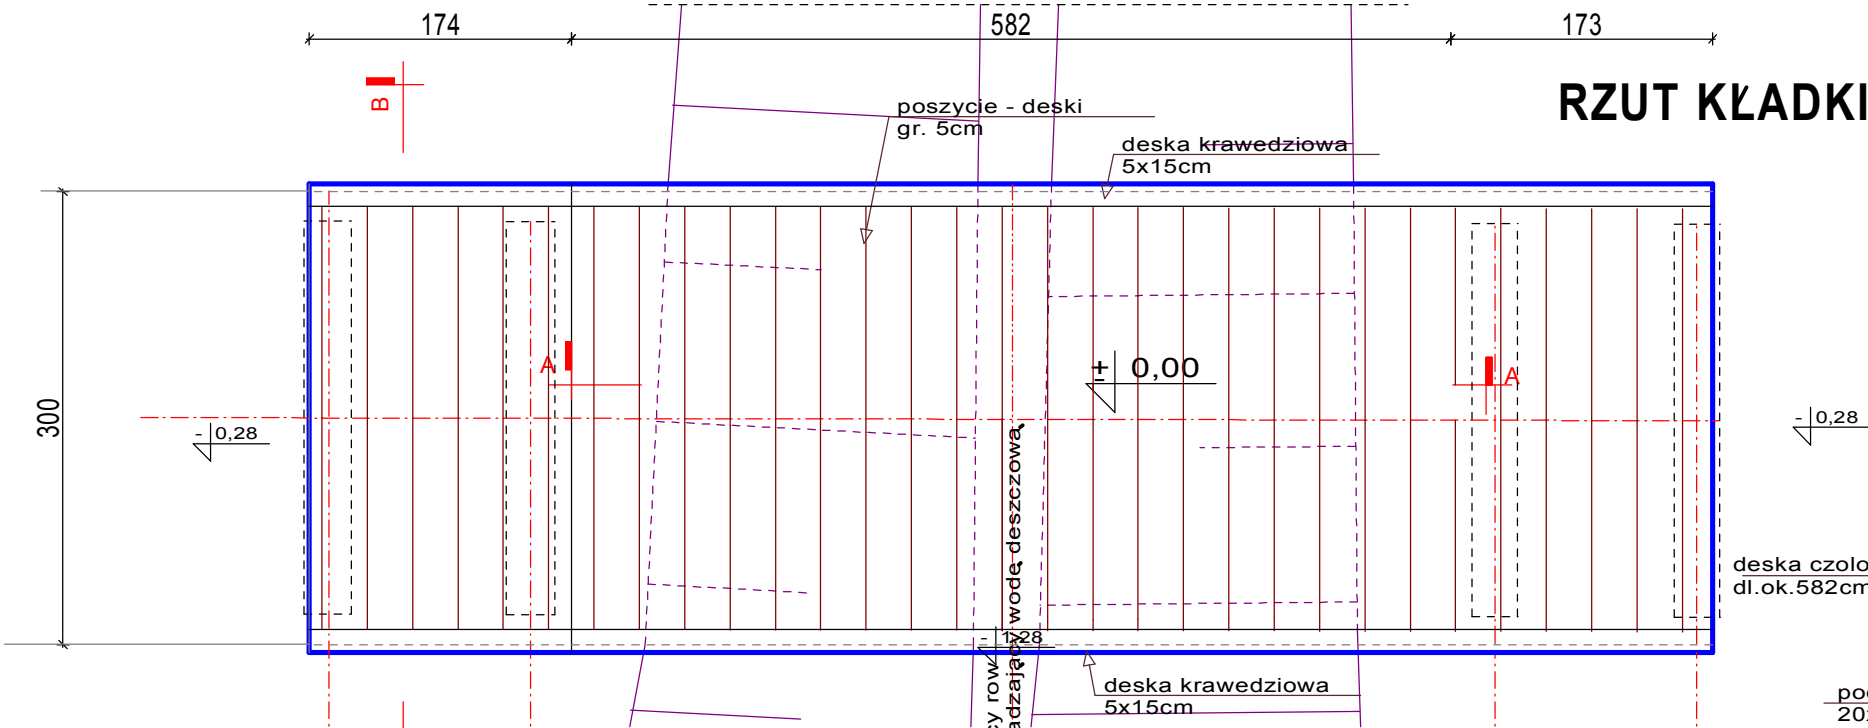 174
582
173
RZUT KŁADKI
B
poszycie - deski
gr. 5cm
deska krawedziowa
5x15cm
A
± 0,00
A
300
- 0,28
- 0,28
wodę deszczową
deska czolo
dl.ok.582cm
- 1,28
row
deska krawedziowa
5x15cm